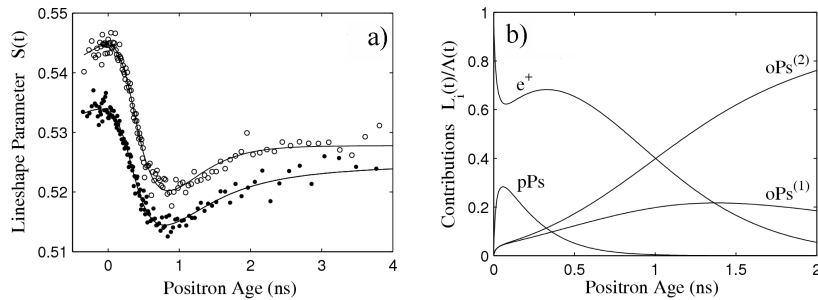 a)
Lineshape Parameter S(t)
0.55
0.54
0.53
0.52
0.51
0 1 2 3 4
Positron Age (ns)
b)
Contributions Lᵢ(t)/A(t)
1
0.8
0.6
0.4
0.2
0
e⁺
pPs
oPs⁽²⁾
oPs⁽¹⁾
0 0.5 1 1.5 2
Positron Age (ns)